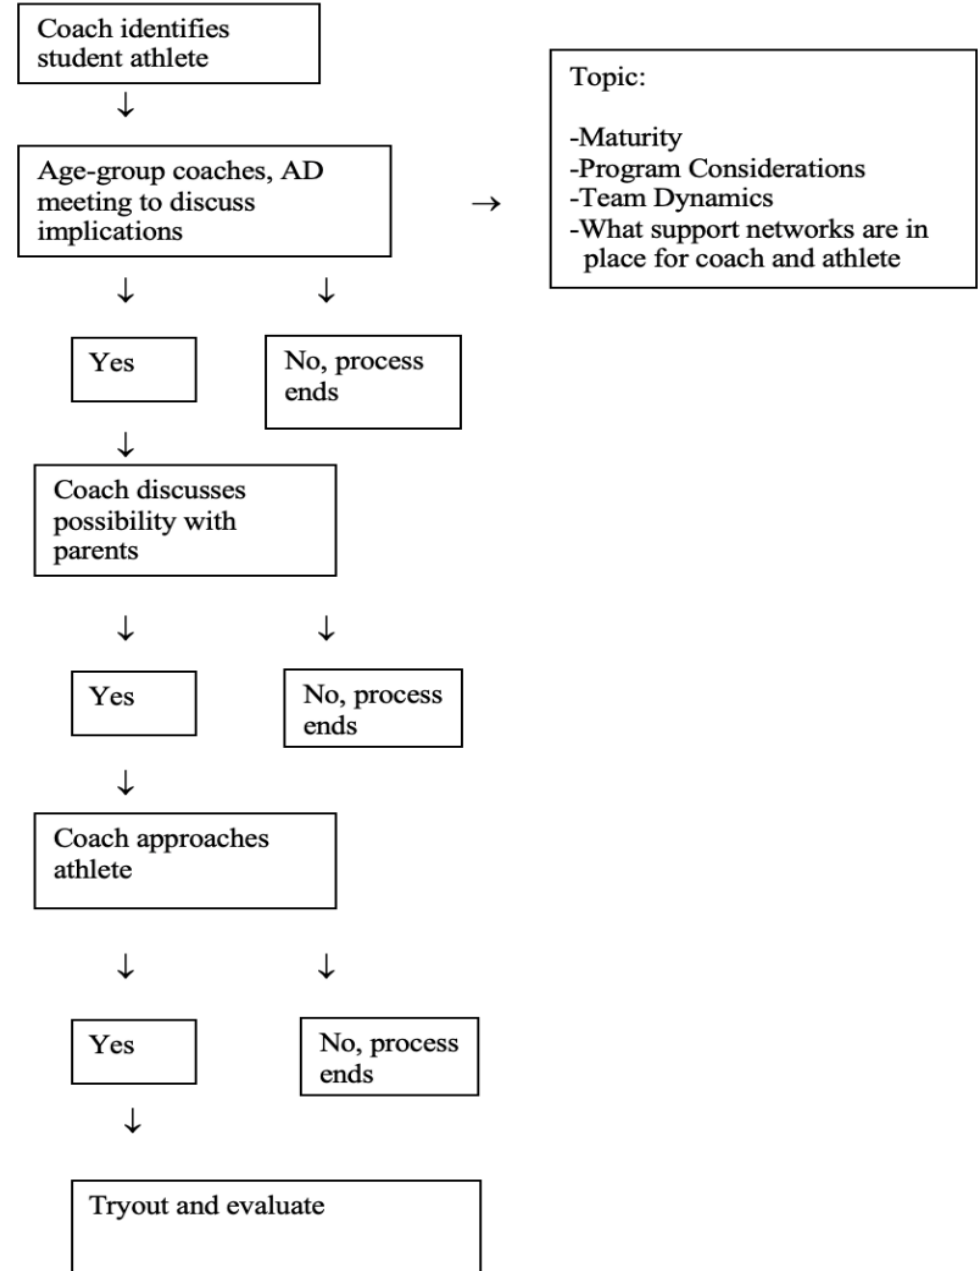 Coach identifies
student athlete
↓
Age-group coaches, AD
meeting to discuss
implications
→
Topic:
-Maturity
-Program Considerations
-Team Dynamics
-What support networks are in
place for coach and athlete
↓ ↓
Yes
No, process
ends
↓
Coach discusses
possibility with
parents
↓ ↓
Yes
No, process
ends
↓
Coach approaches
athlete
↓ ↓
Yes
No, process
ends
↓
Tryout and evaluate